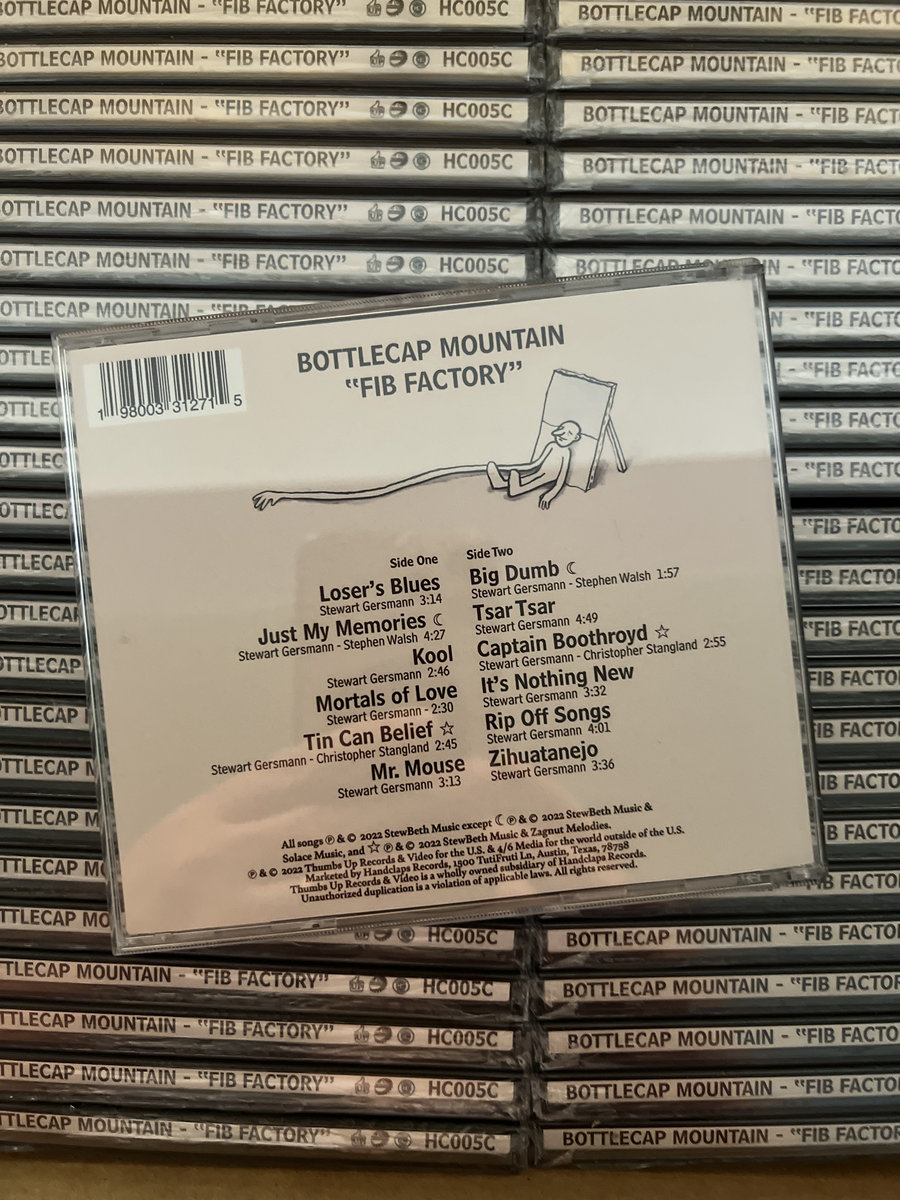 BOTTLECAP MOUNTAIN - "FIB FACTORY" HC005C
BOTTLECAP MOUNTAIN
"FIB FACTORY"
1 98003 31271 5
Side One
Loser's Blues
Stewart Gersmann 3:14
Just My Memories ☾
Stewart Gersmann - Stephen Walsh 4:27
Kool
Stewart Gersmann 2:46
Mortals of Love
Stewart Gersmann - 2:30
Tin Can Belief ☆
Stewart Gersmann - Christopher Stangland 2:45
Mr. Mouse
Stewart Gersmann 3:13
Side Two
Big Dumb ☾
Stewart Gersmann - Stephen Walsh 1:57
Tsar Tsar
Stewart Gersmann 4:49
Captain Boothroyd ☆
Stewart Gersmann - Christopher Stangland 2:55
It's Nothing New
Stewart Gersmann 3:32
Rip Off Songs
Stewart Gersmann 4:01
Zihuatanejo
Stewart Gersmann 3:36
All songs ℗ & © 2022 StewBeth Music except ☾ ℗ & © 2022 StewBeth Music &
Solace Music, and ☆ ℗ & © 2022 StewBeth Music & Zagnut Melodies.
℗ & © 2022 Thumbs Up Records & Video for the U.S. & 4/6 Media for the world outside of the U.S.
Marketed by Handclaps Records, 1500 TutiFruti Ln, Austin, Texas, 78758
Thumbs Up Records & Video is a wholly owned subsidiary of Handclaps Records.
Unauthorized duplication is a violation of applicable laws. All rights reserved.